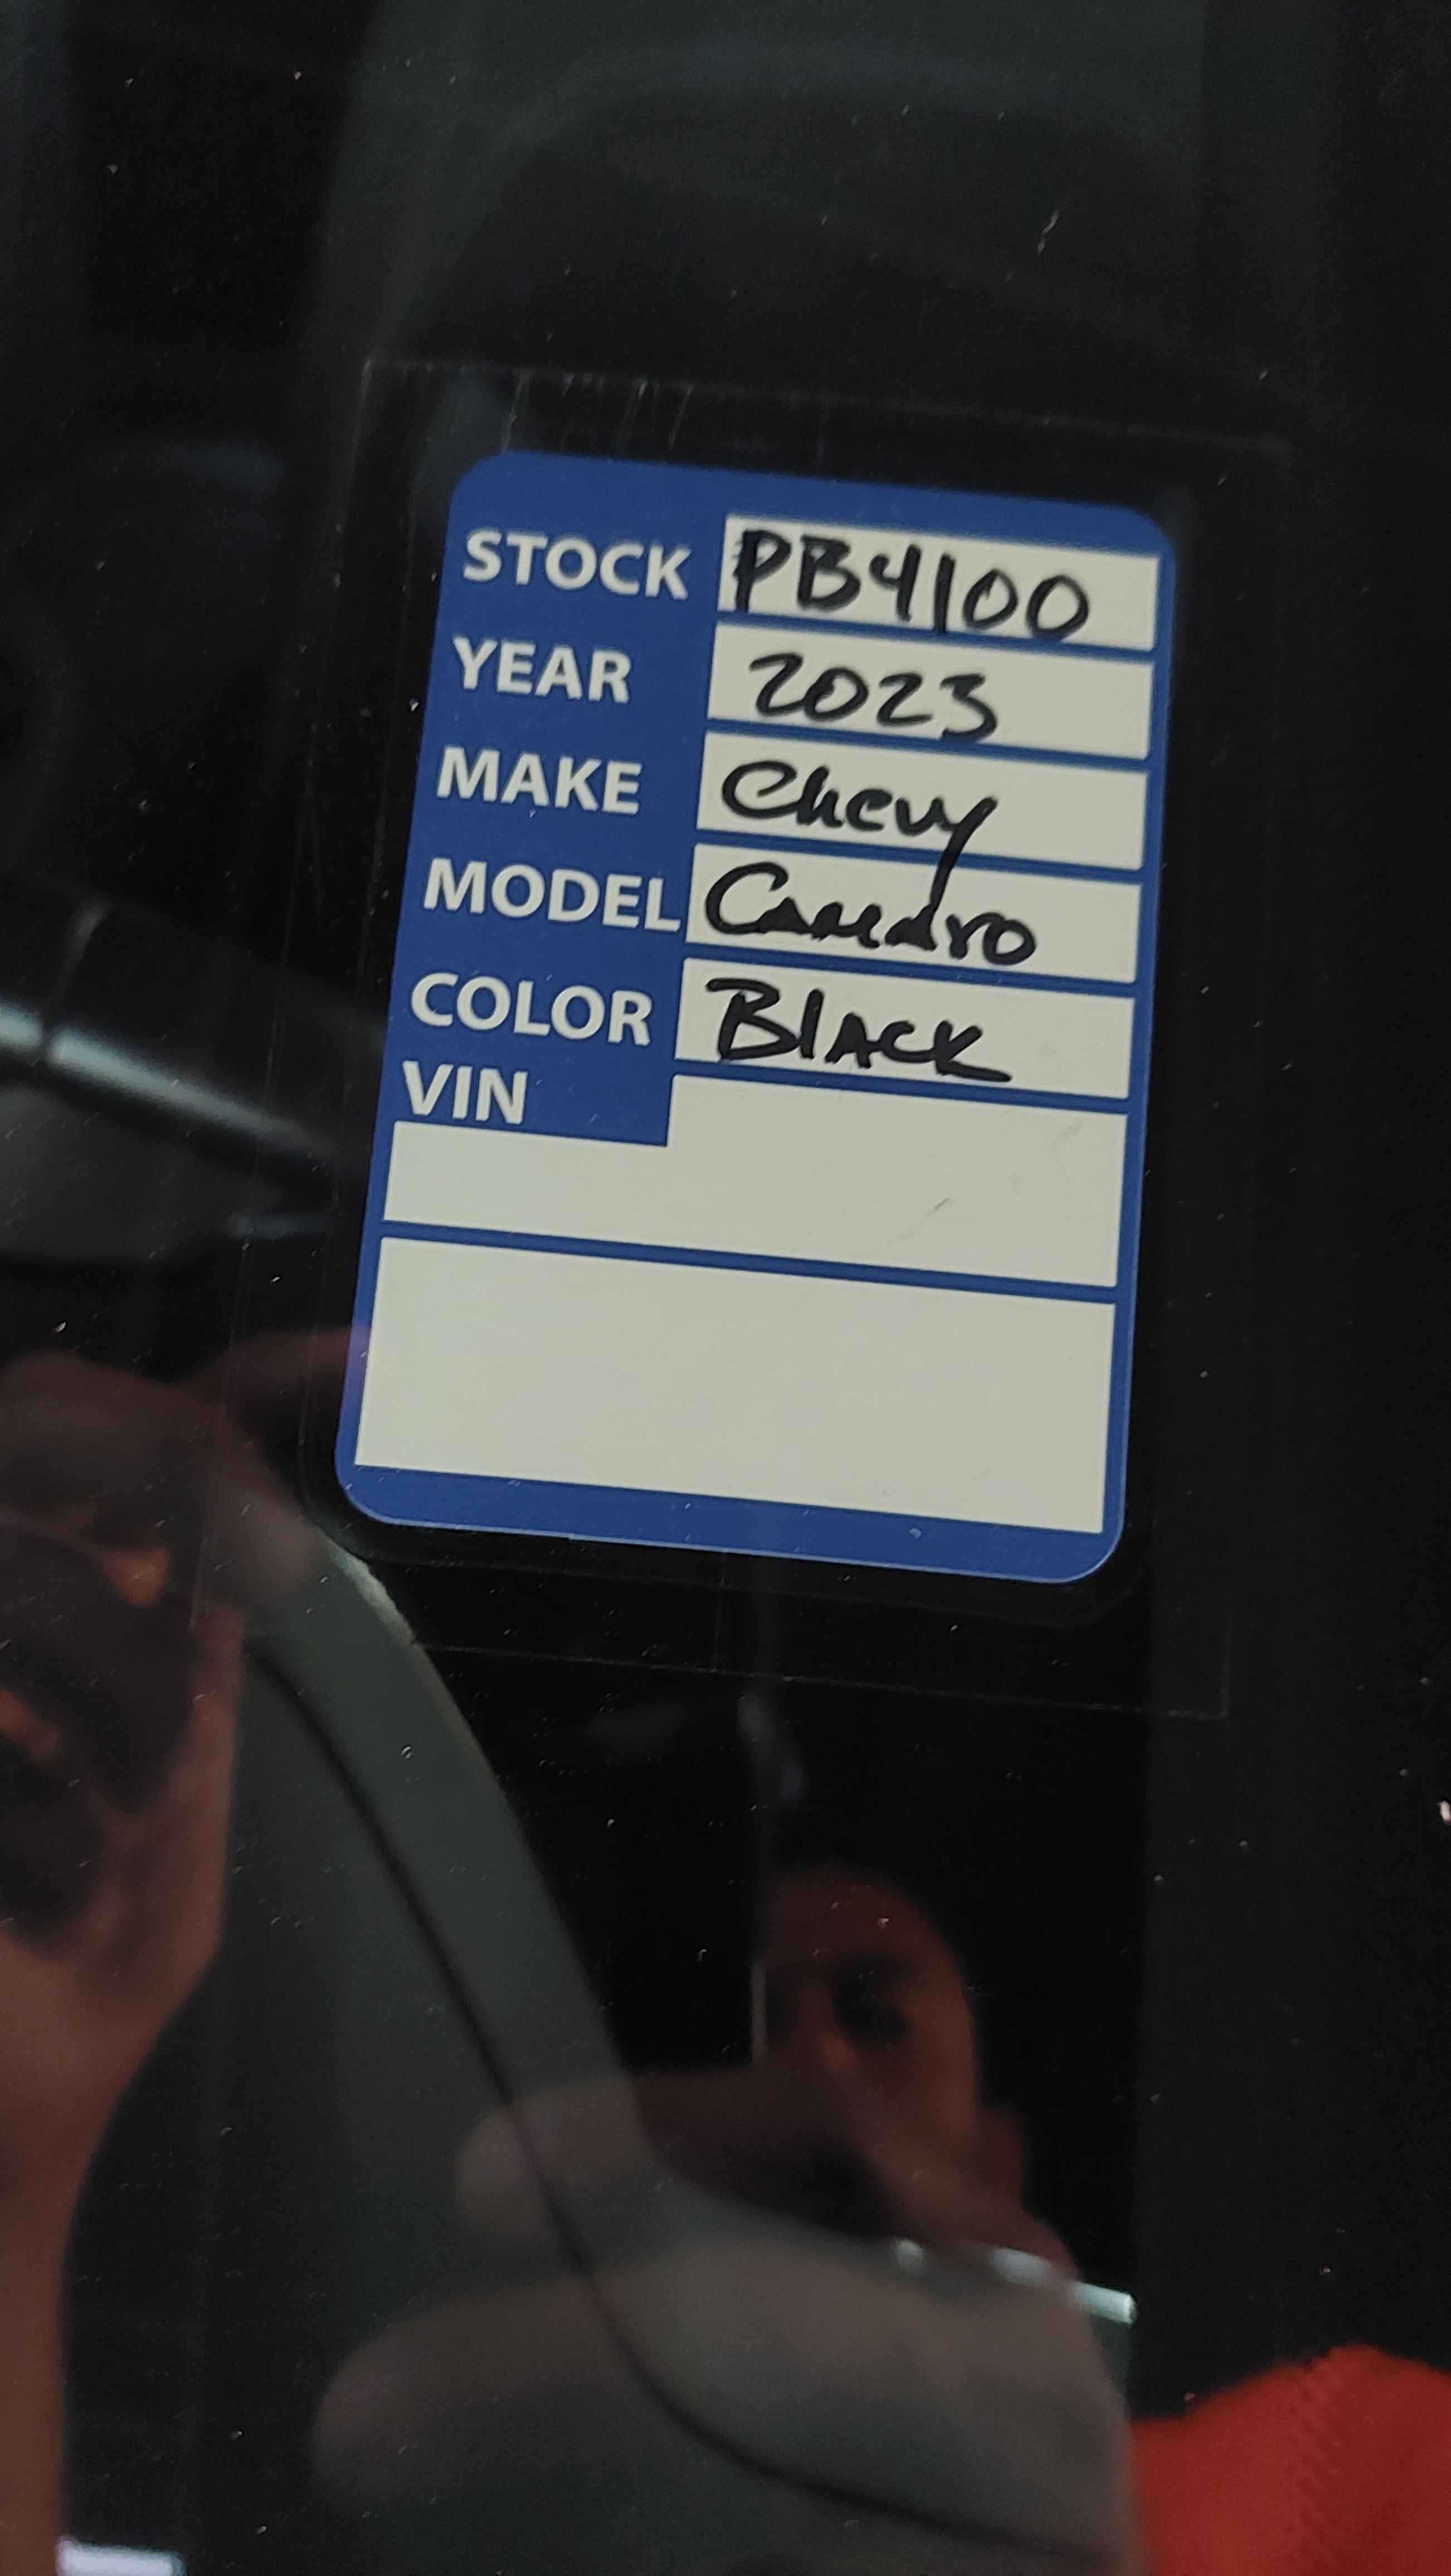 STOCK PB4100
YEAR 2023
MAKE Chevy
MODEL Camaro
COLOR Black
VIN